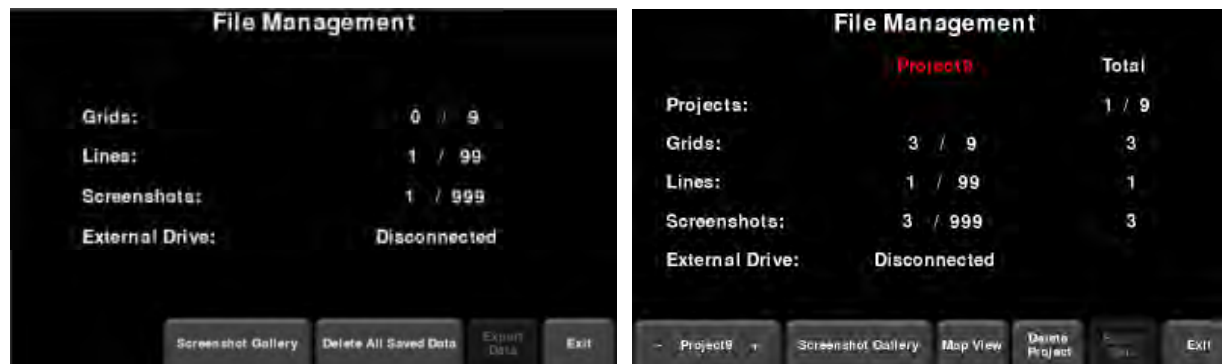 File Management
Grids: 0 / 9
Lines: 1 / 99
Screenshots: 1 / 999
External Drive: Disconnected
Screenshot Gallery Delete All Saved Data Export Data Exit
File Management
Project9 Total
Projects: 1 / 9
Grids: 3 / 9 3
Lines: 1 / 99 1
Screenshots: 3 / 999 3
External Drive: Disconnected
- Project9 + Screenshot Gallery Map View Delete Project Exit